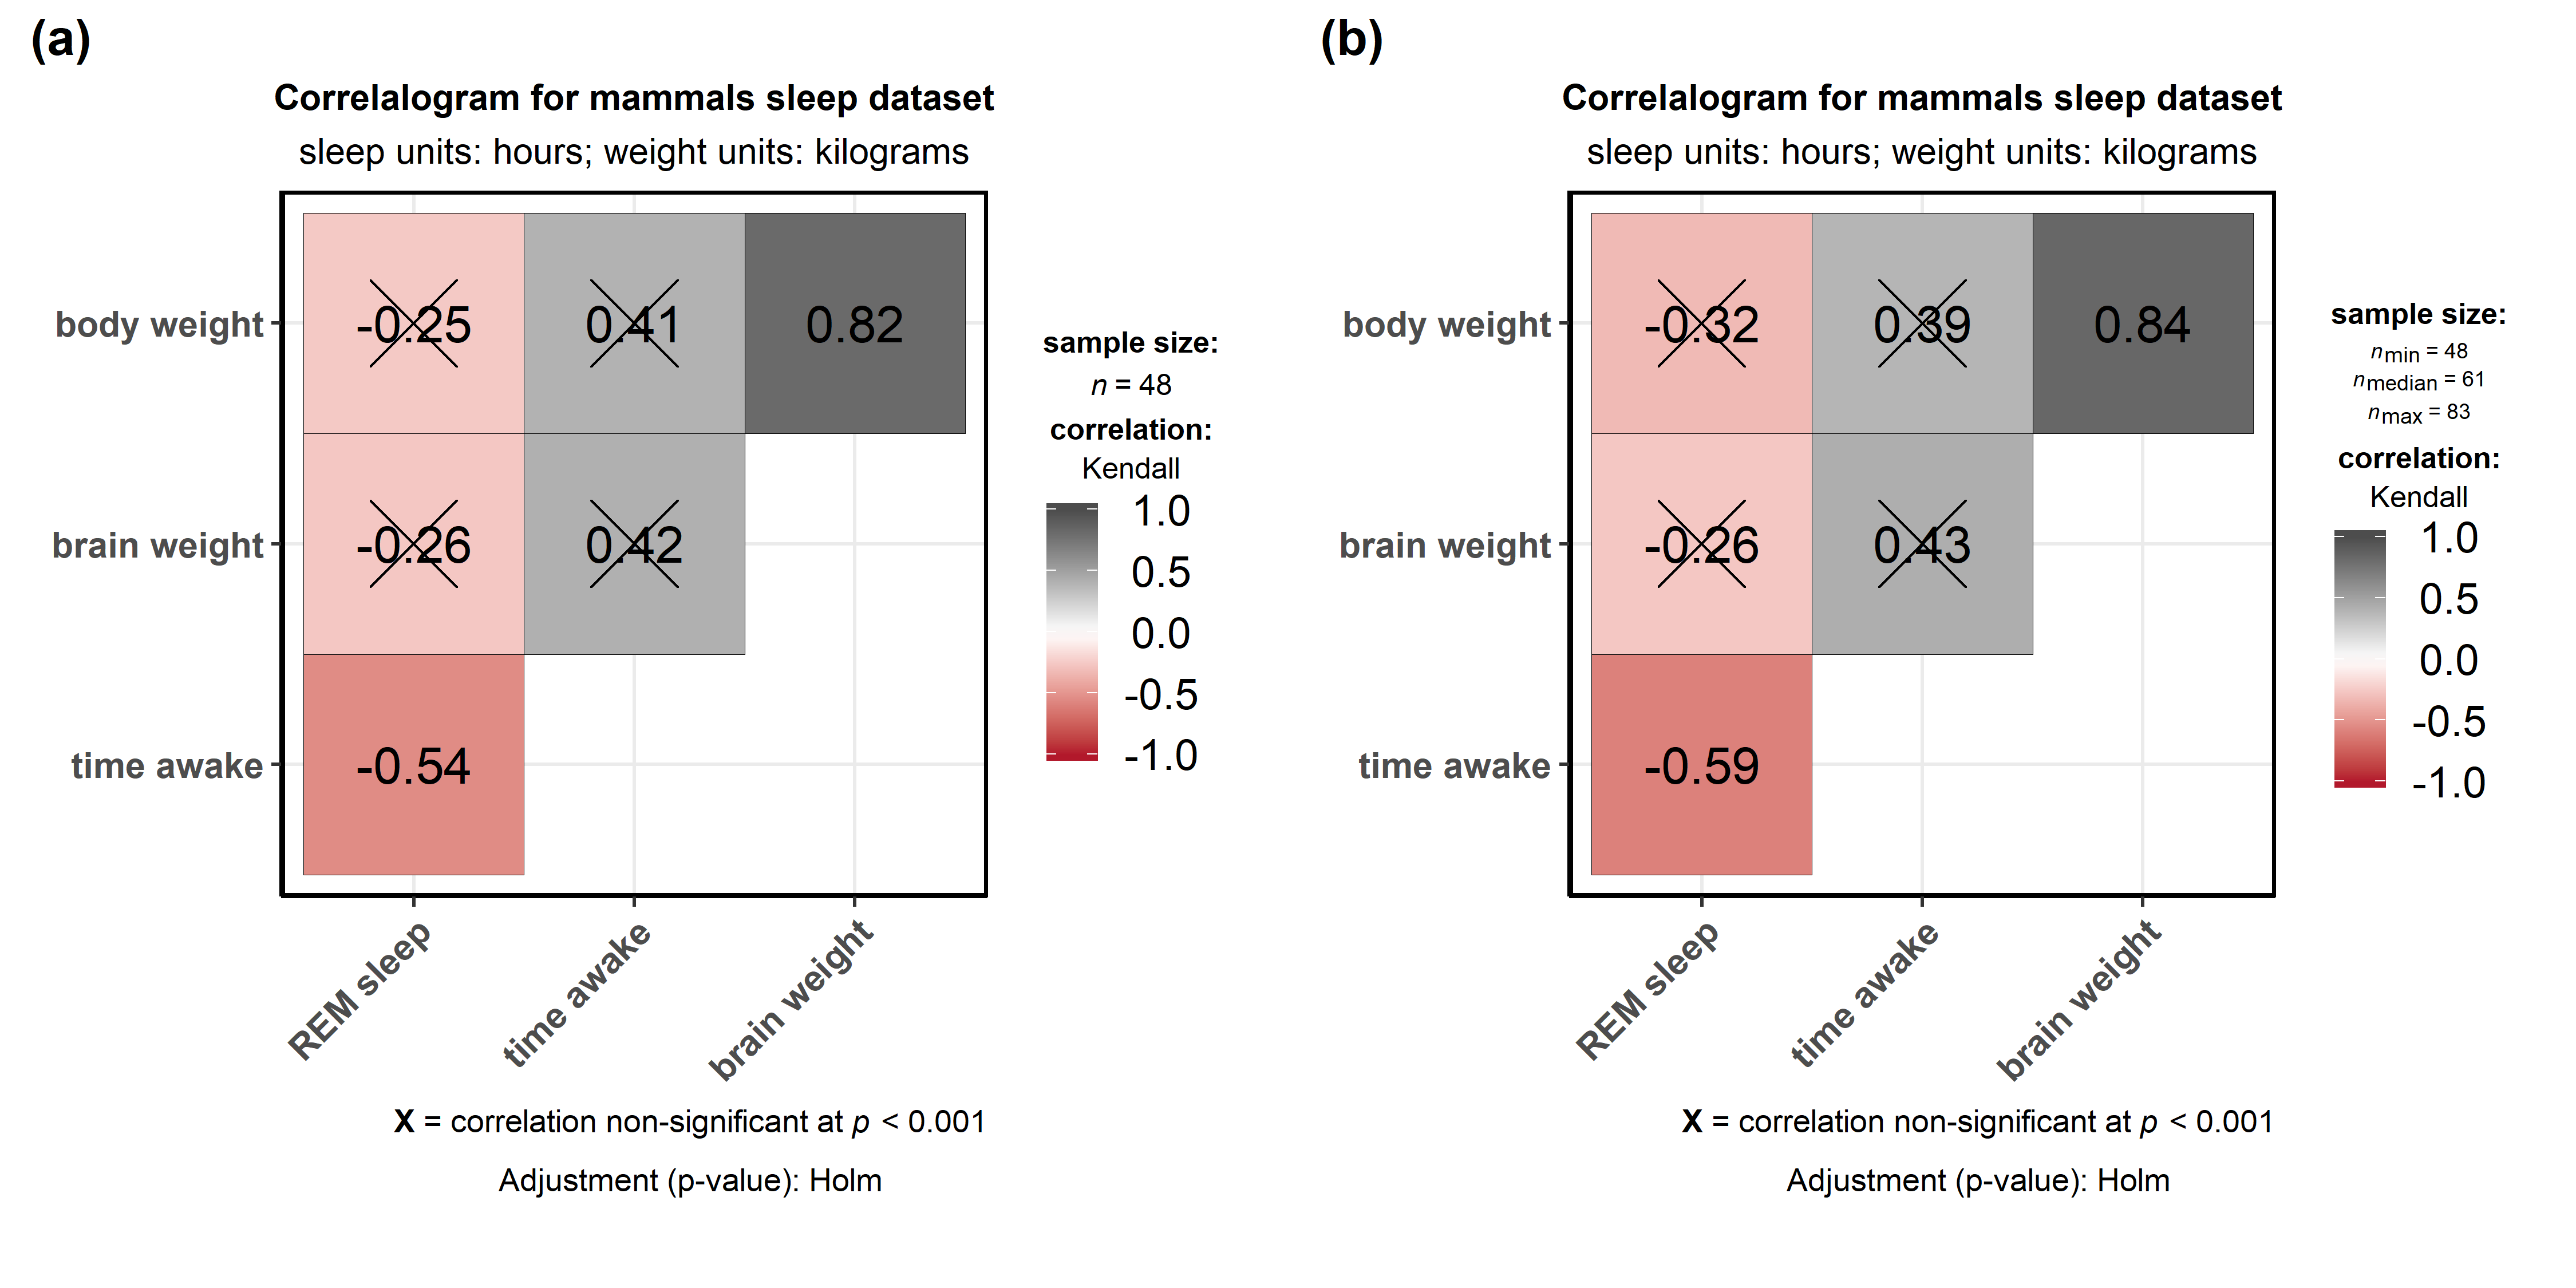 (a)
Correlalogram for mammals sleep dataset
sleep units: hours; weight units: kilograms
body weight
-0.25
0.41
0.82
brain weight
-0.26
0.42
time awake
-0.54
REM sleep
time awake
brain weight
sample size:
n = 48
correlation:
Kendall
1.0
0.5
0.0
-0.5
-1.0
X = correlation non-significant at p < 0.001
Adjustment (p-value): Holm
(b)
Correlalogram for mammals sleep dataset
sleep units: hours; weight units: kilograms
body weight
-0.32
0.39
0.84
brain weight
-0.26
0.43
time awake
-0.59
REM sleep
time awake
brain weight
sample size:
nmin = 48
nmedian = 61
nmax = 83
correlation:
Kendall
1.0
0.5
0.0
-0.5
-1.0
X = correlation non-significant at p < 0.001
Adjustment (p-value): Holm